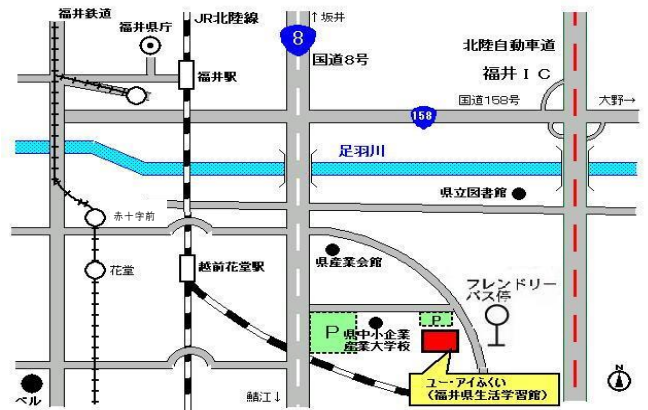 福井鉄道
福井県庁
JR北陸線
↑坂井
8
国道8号
北陸自動車道
福井IC
福井駅
国道158号
大野→
158
足羽川
県立図書館
赤十字前
県産業会館
花堂
越前花堂駅
フレンドリー
バス停
P
P
県中小企業
産業大学校
ユー・アイふくい
(福井県生活学習館)
ベル
鯖江↓
N